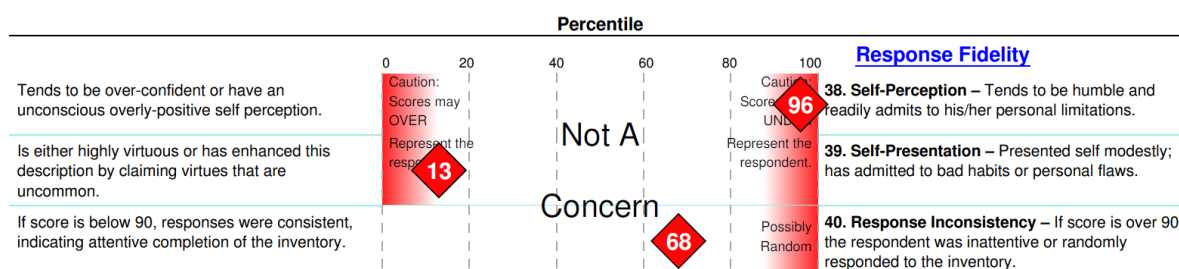 Percentile
0 20 40 60 80 100
Response Fidelity
Tends to be over-confident or have an
unconscious overly-positive self perception.
Caution:
Scores may
OVER
Represent the
Not A
Concern
96
Represent the
respondent.
38. Self-Perception – Tends to be humble and
readily admits to his/her personal limitations.
Is either highly virtuous or has enhanced this
description by claiming virtues that are
uncommon.
13
39. Self-Presentation – Presented self modestly;
has admitted to bad habits or personal flaws.
If score is below 90, responses were consistent,
indicating attentive completion of the inventory.
68
Possibly
Random
40. Response Inconsistency – If score is over 90
the respondent was inattentive or randomly
responded to the inventory.